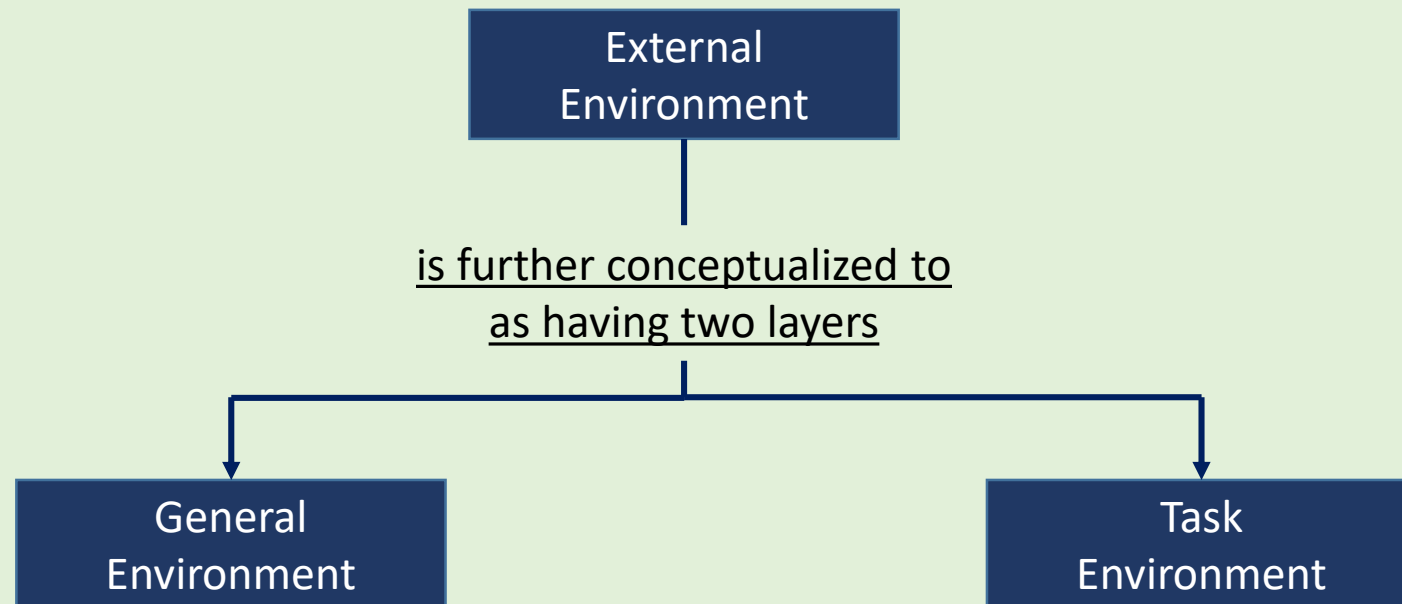 External
Environment
is further conceptualized to
as having two layers
General
Environment
Task
Environment